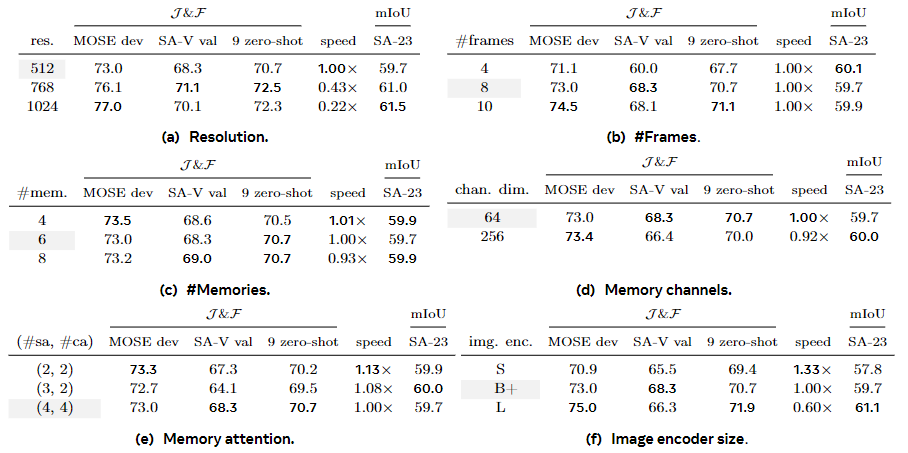 J&F mIoU
res. MOSE dev SA-V val 9 zero-shot speed SA-23
512 73.0 68.3 70.7 1.00× 59.7
768 76.1 71.1 72.5 0.43× 61.0
1024 77.0 70.1 72.3 0.22× 61.5
(a) Resolution.
J&F mIoU
#frames MOSE dev SA-V val 9 zero-shot speed SA-23
4 71.1 60.0 67.7 1.00× 60.1
8 73.0 68.3 70.7 1.00× 59.7
10 74.5 68.1 71.1 1.00× 59.9
(b) #Frames.
J&F mIoU
#mem. MOSE dev SA-V val 9 zero-shot speed SA-23
4 73.5 68.6 70.5 1.01× 59.9
6 73.0 68.3 70.7 1.00× 59.7
8 73.2 69.0 70.7 0.93× 59.9
(c) #Memories.
J&F mIoU
chan. dim. MOSE dev SA-V val 9 zero-shot speed SA-23
64 73.0 68.3 70.7 1.00× 59.7
256 73.4 66.4 70.0 0.92× 60.0
(d) Memory channels.
J&F mIoU
(#sa, #ca) MOSE dev SA-V val 9 zero-shot speed SA-23
(2, 2) 73.3 67.3 70.2 1.13× 59.9
(3, 2) 72.7 64.1 69.5 1.08× 60.0
(4, 4) 73.0 68.3 70.7 1.00× 59.7
(e) Memory attention.
J&F mIoU
img. enc. MOSE dev SA-V val 9 zero-shot speed SA-23
S 70.9 65.5 69.4 1.33× 57.8
B+ 73.0 68.3 70.7 1.00× 59.7
L 75.0 66.3 71.9 0.60× 61.1
(f) Image encoder size.